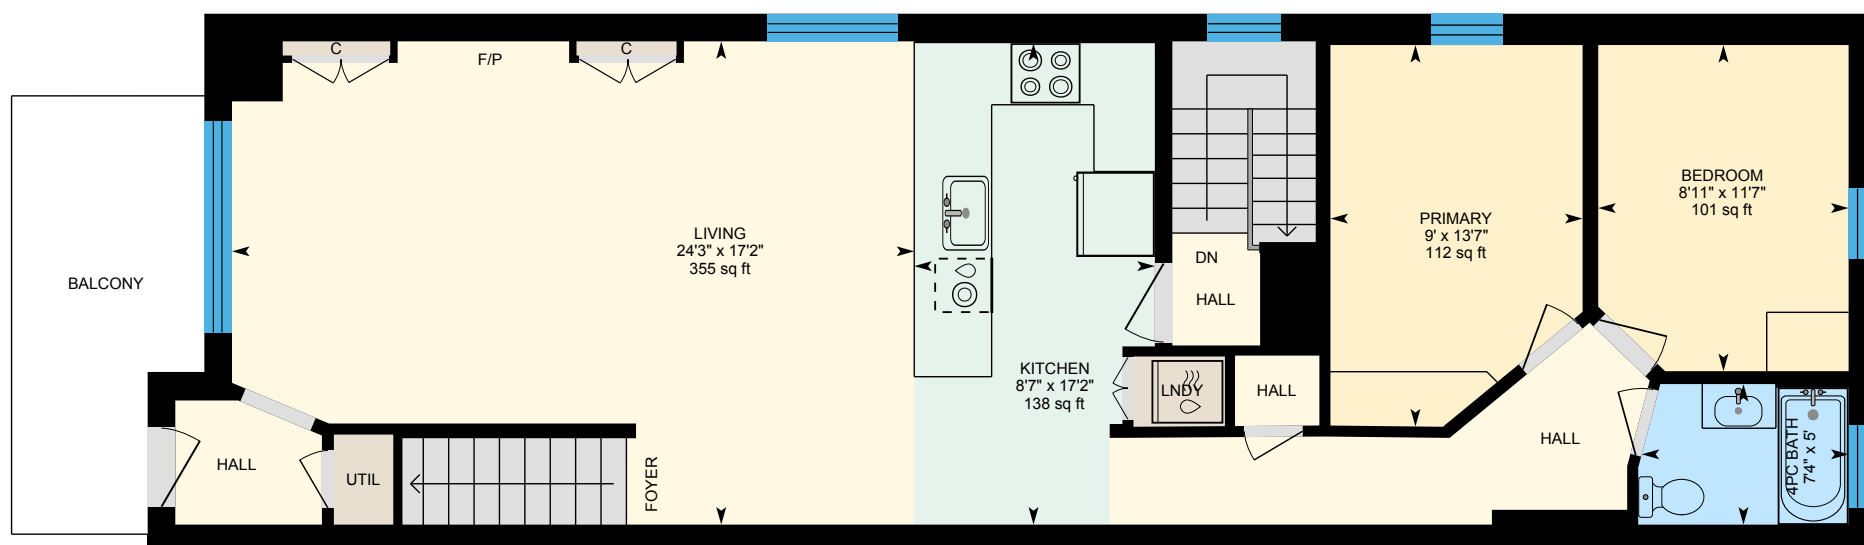 C
F/P
C
BALCONY
LIVING
24'3" x 17'2"
355 sq ft
KITCHEN
8'7" x 17'2"
138 sq ft
DN
HALL
LNDY
HALL
PRIMARY
9' x 13'7"
112 sq ft
BEDROOM
8'11" x 11'7"
101 sq ft
HALL
4PC BATH
7'4" x 5'
HALL
UTIL
FOYER